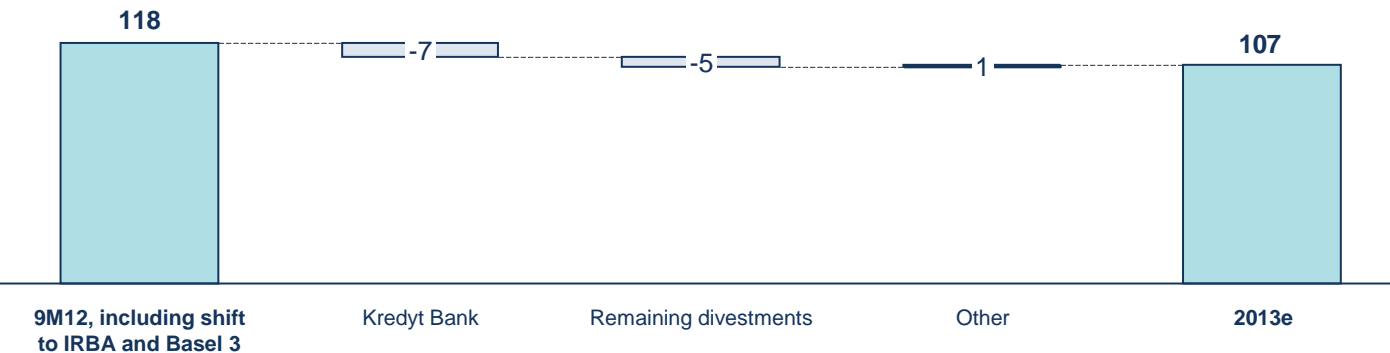 118
-7
-5
1
107
9M12, including shift
to IRBA and Basel 3
Kredyt Bank
Remaining divestments
Other
2013e